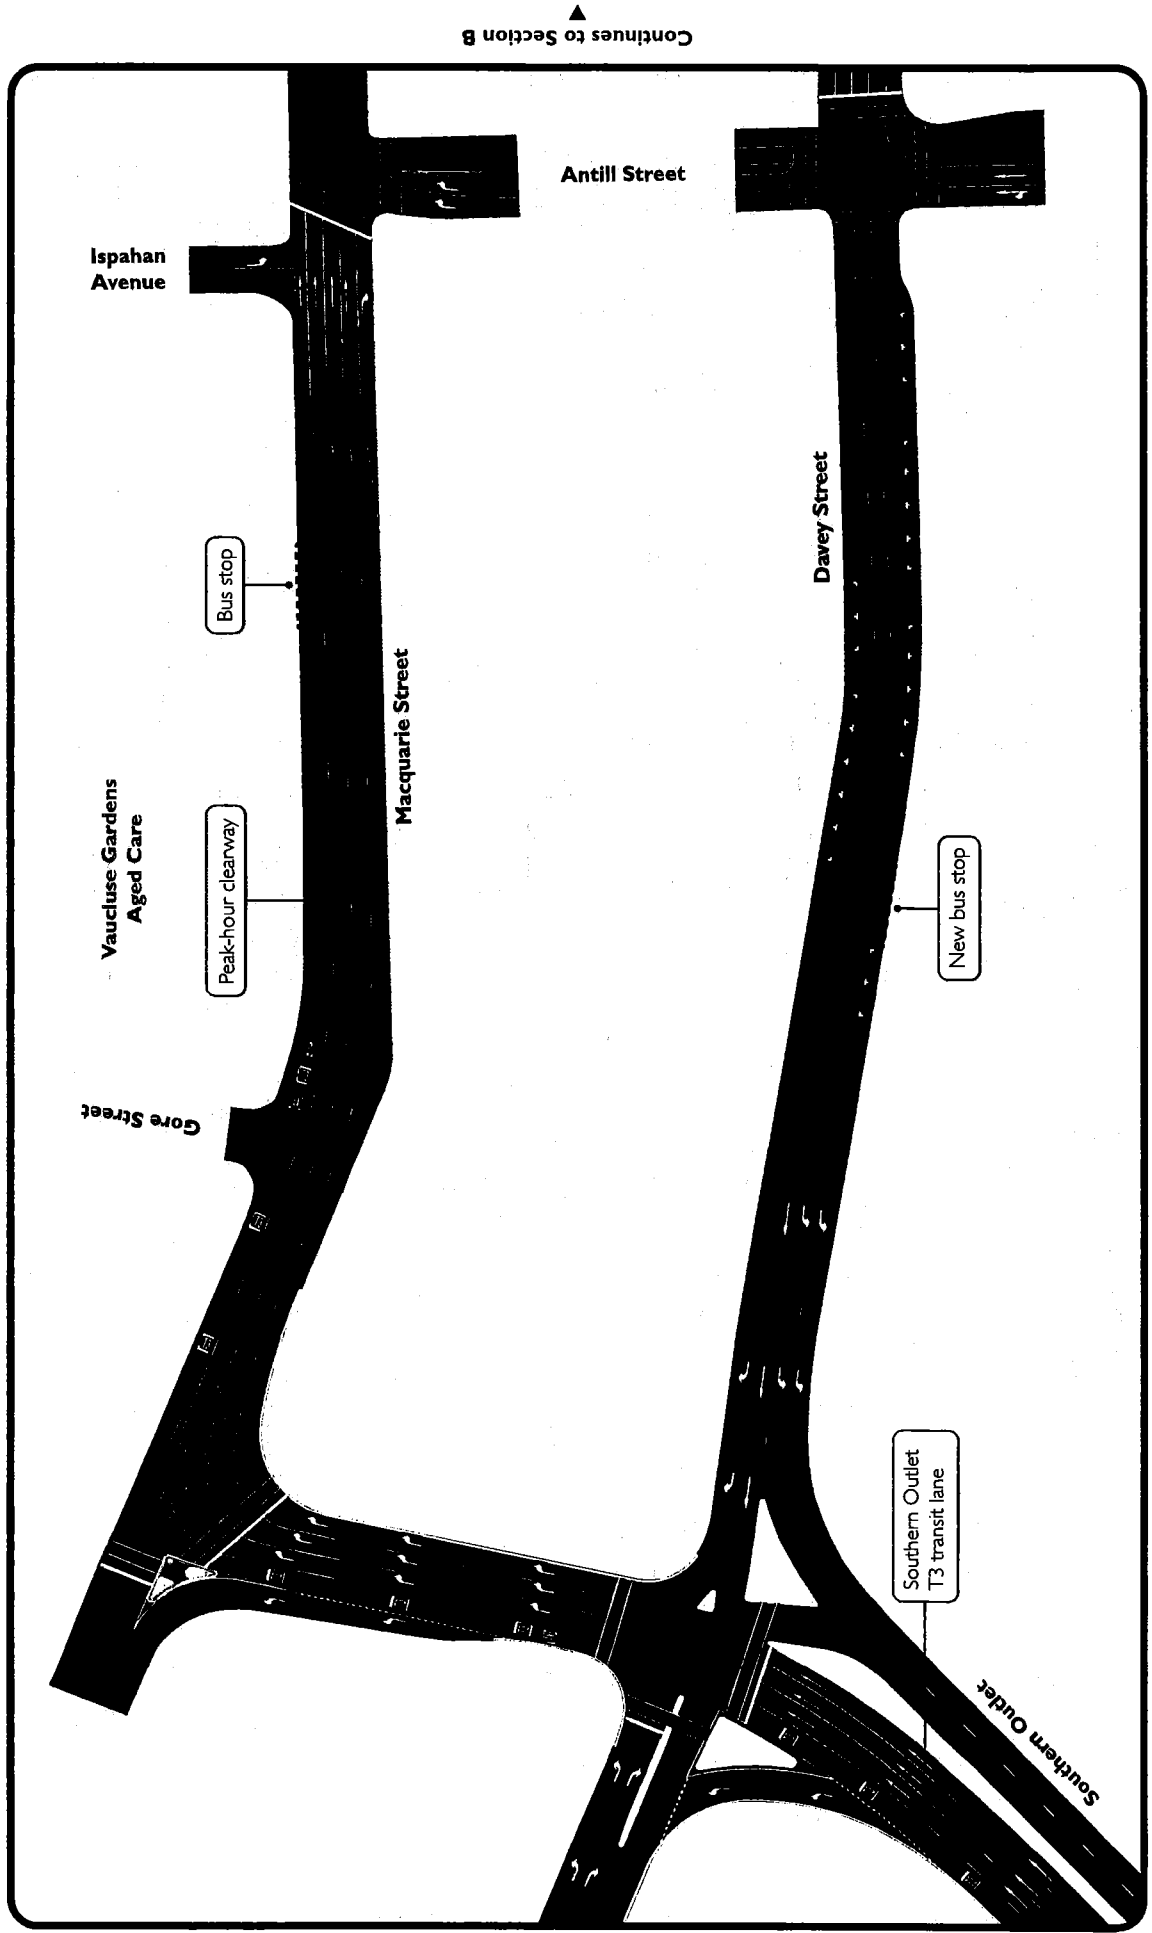 Continues to Section B
Antill Street
Ispahan
Avenue
Davey Street
Bus stop
Macquarie Street
Vaucluse Gardens
Aged Care
Peak-hour clearway
New bus stop
Gore Street
Southern Outlet
T3 transit lane
Southern Outlet